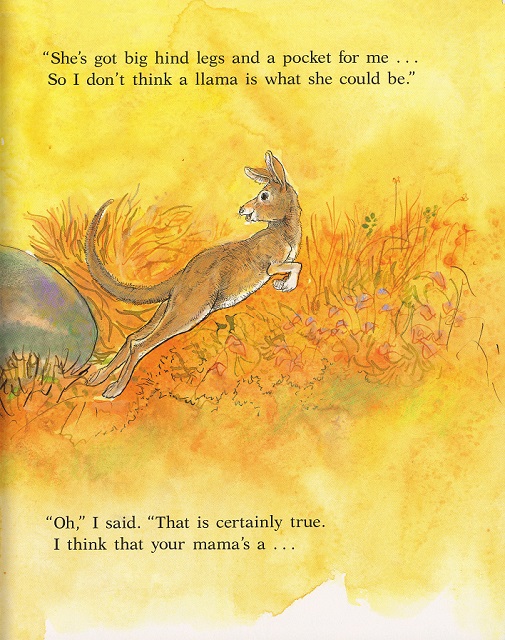 “She’s got big hind legs and a pocket for me . . .
So I don’t think a llama is what she could be.”
“Oh,” I said. “That is certainly true.
I think that your mama’s a . . .